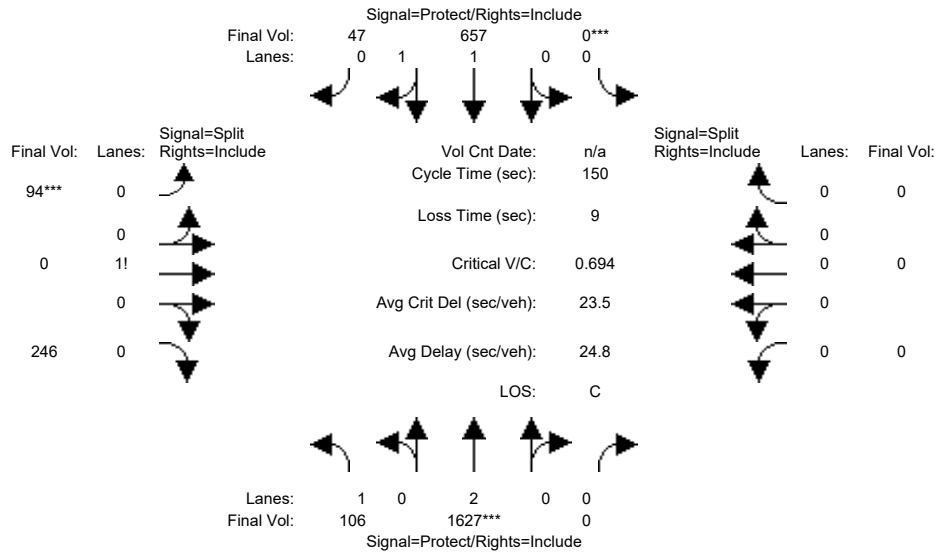 Signal=Protect/Rights=Include
Final Vol: 47 657 0***
Lanes: 0 1 1 0 0
Signal=Split
Final Vol: Lanes: Rights=Include
Vol Cnt Date: n/a
Signal=Split
Rights=Include Lanes: Final Vol:
Cycle Time (sec): 150
94*** 0
0 0
Loss Time (sec): 9
0
0
0 1!
Critical V/C: 0.694
0 0
0
Avg Crit Del (sec/veh): 23.5
0
246 0
Avg Delay (sec/veh): 24.8
0 0
LOS: C
Lanes: 1 0 2 0 0
Final Vol: 106 1627*** 0
Signal=Protect/Rights=Include